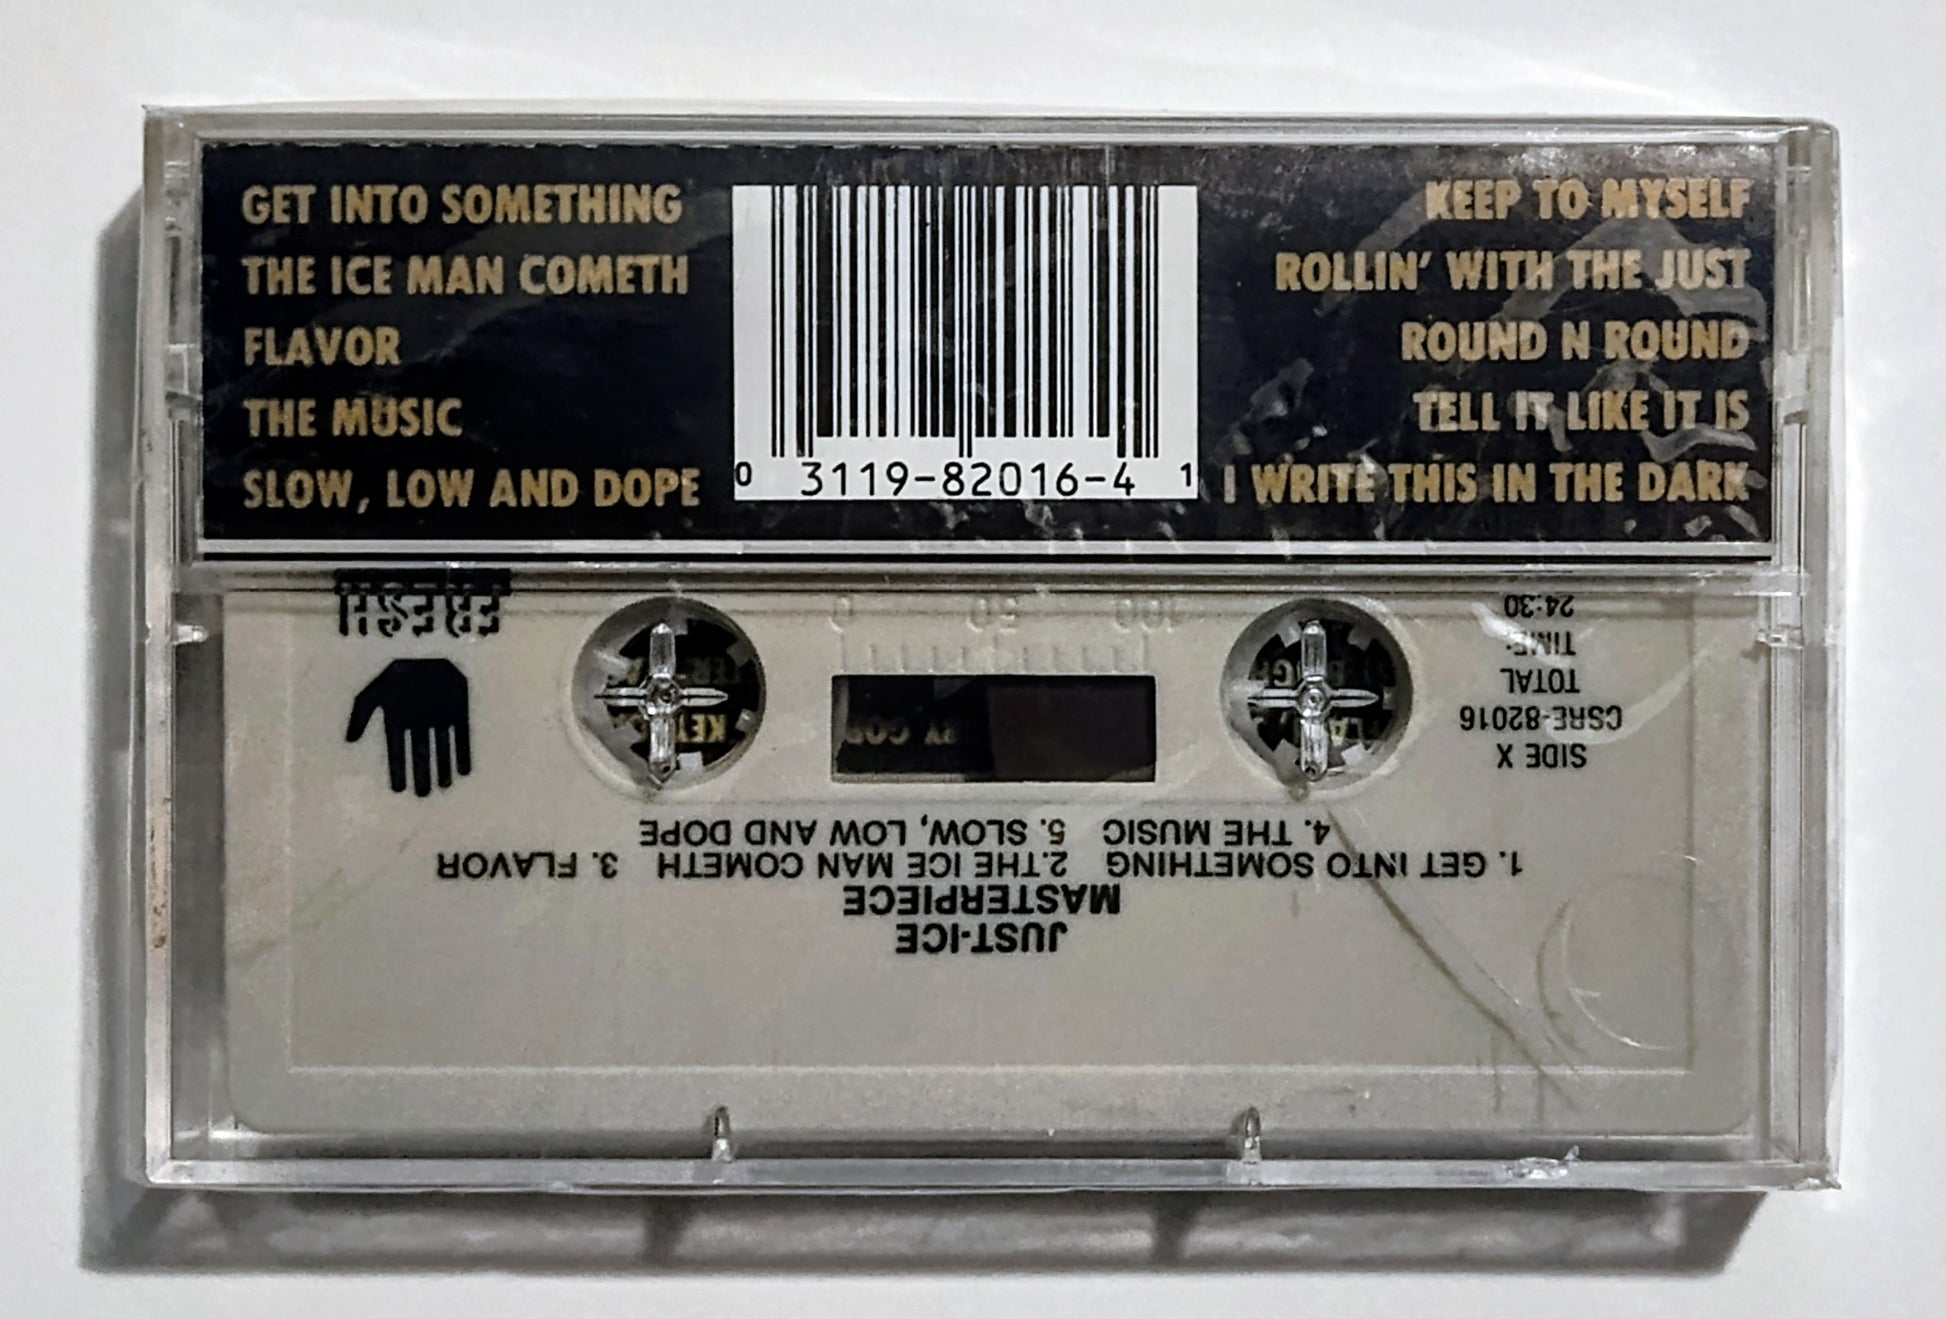 GET INTO SOMETHING
THE ICE MAN COMETH
FLAVOR
THE MUSIC
SLOW, LOW AND DOPE
0 3119-82016-4 1
KEEP TO MYSELF
ROLLIN' WITH THE JUST
ROUND N ROUND
TELL IT LIKE IT IS
I WRITE THIS IN THE DARK
JUST-ICE
MASTERPIECE
1. GET INTO SOMETHING 2.THE ICE MAN COMETH 3. FLAVOR
4. THE MUSIC 5. SLOW, LOW AND DOPE
SIDE X
CSRE-82016
TOTAL
TIME:
24:30
FRESH
100 50 0